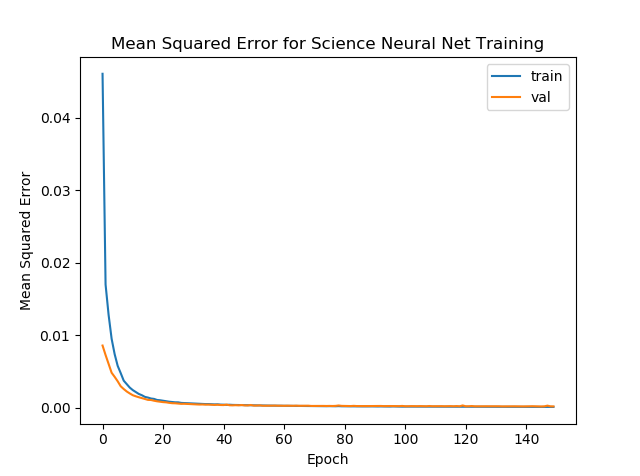 Mean Squared Error for Science Neural Net Training
train
val
0.04
0.03
0.02
0.01
0.00
Mean Squared Error
0 20 40 60 80 100 120 140
Epoch